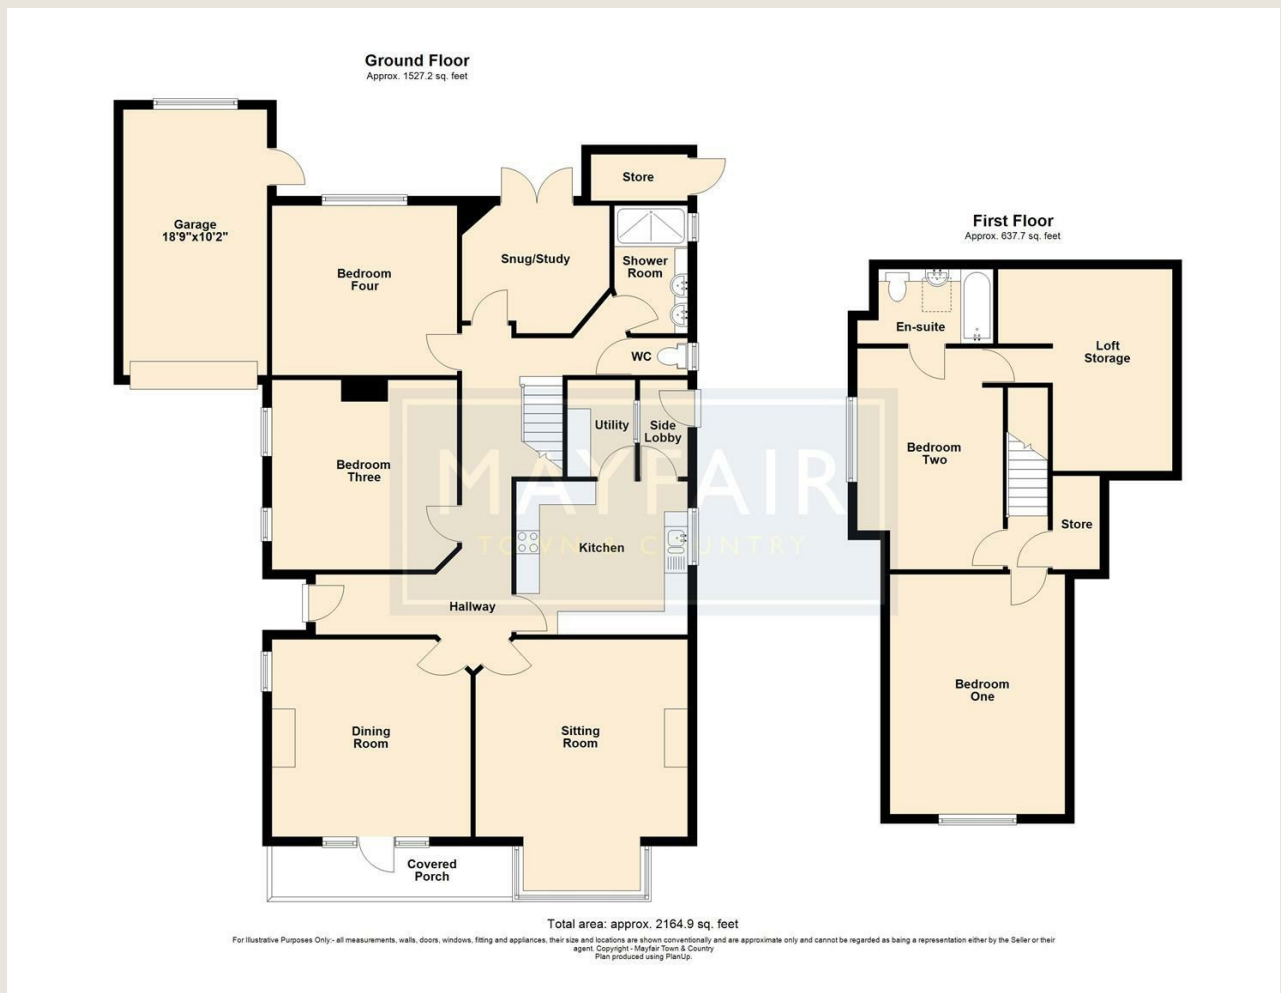 Ground Floor
Approx. 1527.2 sq. feet
Garage
18'9"x10'2"
Bedroom
Four
Snug/Study
Store
Shower
Room
WC
Bedroom
Three
Utility
Side
Lobby
Kitchen
Hallway
Dining
Room
Sitting
Room
Covered
Porch
MAYFAIR
TOWN & COUNTRY
First Floor
Approx. 637.7 sq. feet
En-suite
Loft
Storage
Bedroom
Two
Store
Bedroom
One
Total area: approx. 2164.9 sq. feet
For Illustrative Purposes Only:- all measurements, walls, doors, windows, fitting and appliances, their size and locations are shown conventionally and are approximate only and cannot be regarded as being a representation either by the Seller or their
agent. Copyright - Mayfair Town & Country
Plan produced using PlanUp.